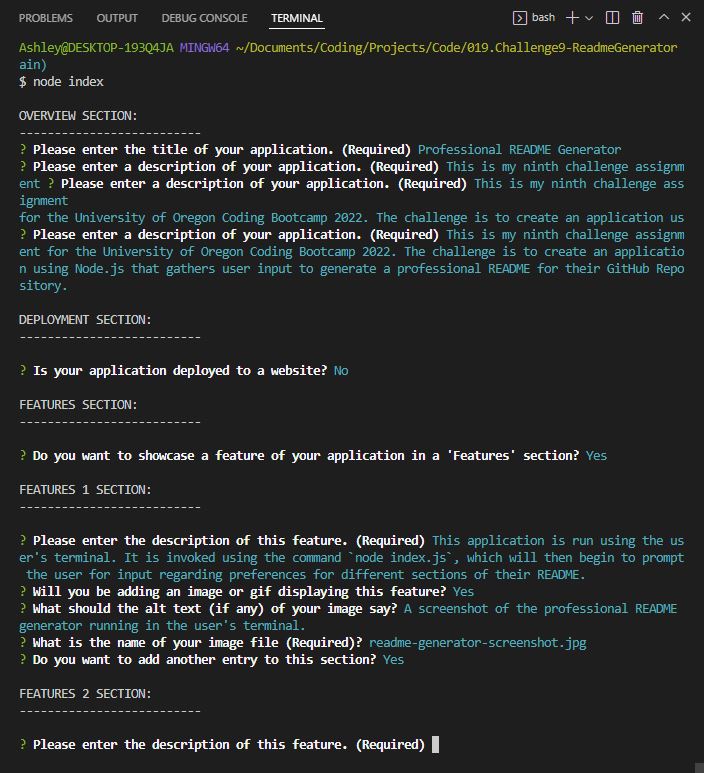 PROBLEMS OUTPUT DEBUG CONSOLE TERMINAL bash
Ashley@DESKTOP-193Q4JA MINGW64 ~/Documents/Coding/Projects/Code/019.Challenge9-ReadmeGenerator
ain)
$ node index
OVERVIEW SECTION:
--------------------------
? Please enter the title of your application. (Required) Professional README Generator
? Please enter a description of your application. (Required) This is my ninth challenge assignm
ent ? Please enter a description of your application. (Required) This is my ninth challenge ass
ignment
for the University of Oregon Coding Bootcamp 2022. The challenge is to create an application us
? Please enter a description of your application. (Required) This is my ninth challenge assignm
ent for the University of Oregon Coding Bootcamp 2022. The challenge is to create an applicatio
n using Node.js that gathers user input to generate a professional README for their GitHub Repo
sitory.
DEPLOYMENT SECTION:
--------------------------
? Is your application deployed to a website? No
FEATURES SECTION:
--------------------------
? Do you want to showcase a feature of your application in a 'Features' section? Yes
FEATURES 1 SECTION:
--------------------------
? Please enter the description of this feature. (Required) This application is run using the us
er's terminal. It is invoked using the command `node index.js`, which will then begin to prompt
the user for input regarding preferences for different sections of their README.
? Will you be adding an image or gif displaying this feature? Yes
? What should the alt text (if any) of your image say? A screenshot of the professional README
generator running in the user's terminal.
? What is the name of your image file (Required)? readme-generator-screenshot.jpg
? Do you want to add another entry to this section? Yes
FEATURES 2 SECTION:
--------------------------
? Please enter the description of this feature. (Required)